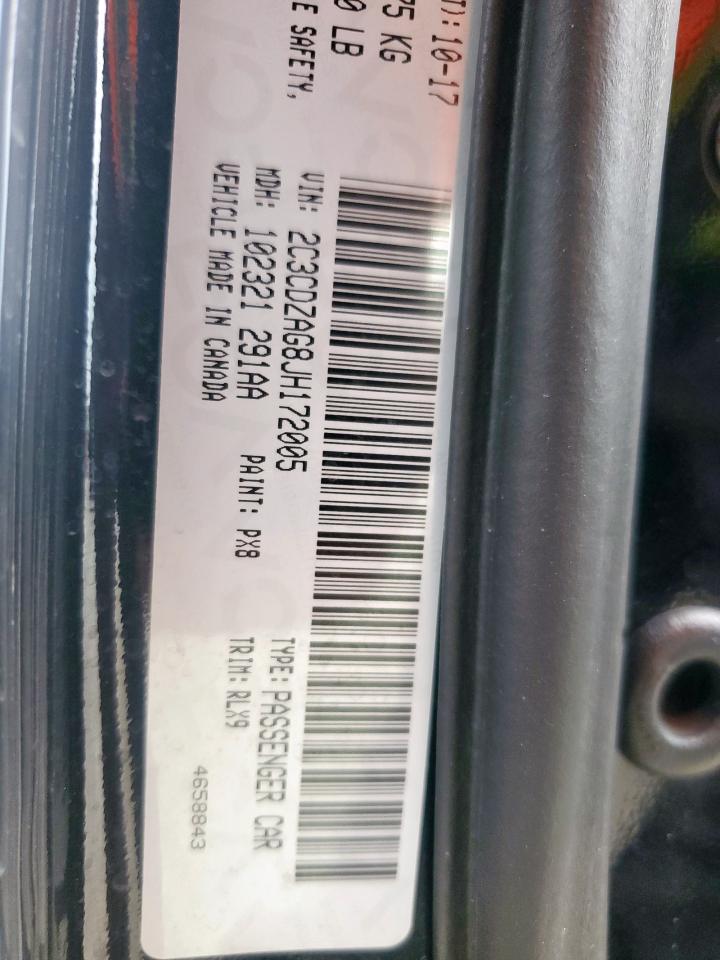 T): 10-17
75 KG
0 LB
E SAFETY,
VIN: 2C3CDZAG8JH172005
TYPE: PASSENGER CAR
MDH: 102321 291AA PAINT: PX8 TRIM: RLX9
VEHICLE MADE IN CANADA
4658843